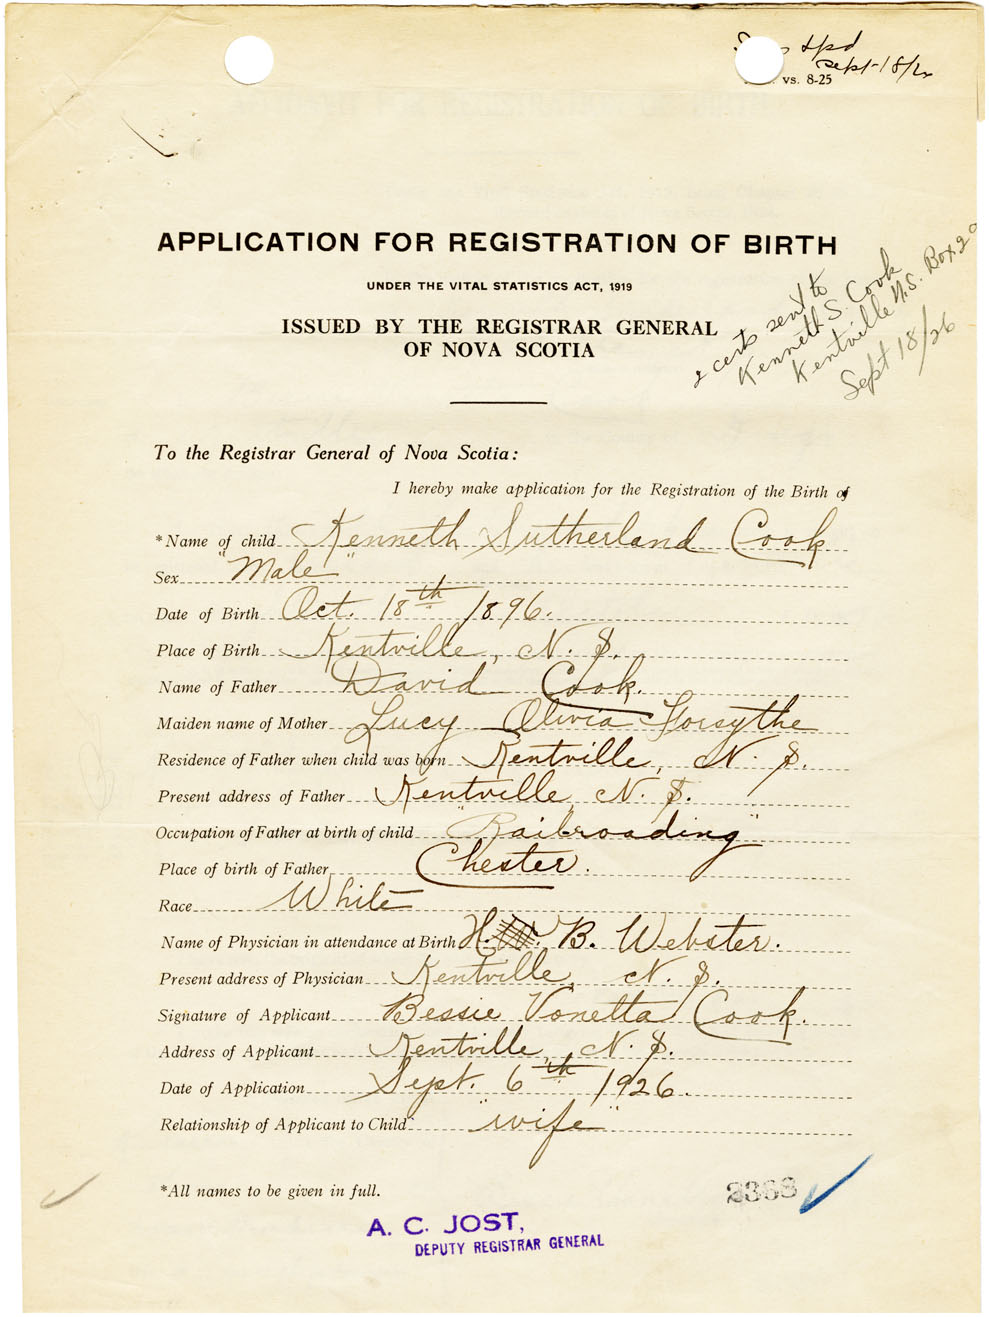 Sept 18/26
vs. 8-25
APPLICATION FOR REGISTRATION OF BIRTH
UNDER THE VITAL STATISTICS ACT, 1919
ISSUED BY THE REGISTRAR GENERAL
OF NOVA SCOTIA
2 certs sent to
Kenneth S. Cook
Kentville N.S. Box 20
Sept 18/26
To the Registrar General of Nova Scotia:
I hereby make application for the Registration of the Birth of
*Name of child Kenneth Sutherland Cook
Sex "Male"
Date of Birth Oct. 18th 1896.
Place of Birth Kentville, N. S.
Name of Father David Cook.
Maiden name of Mother Lucy Olivia Forsythe
Residence of Father when child was born Kentville, N. S.
Present address of Father Kentville, N. S.
Occupation of Father at birth of child "Railroading"
Place of birth of Father Chester.
Race White
Name of Physician in attendance at Birth H. W. B. Webster.
Present address of Physician Kentville, N. S.
Signature of Applicant Bessie Vonetta Cook.
Address of Applicant Kentville, N. S.
Date of Application Sept. 6th 1926.
Relationship of Applicant to Child "wife"
*All names to be given in full.
2368
A. C. JOST,
DEPUTY REGISTRAR GENERAL